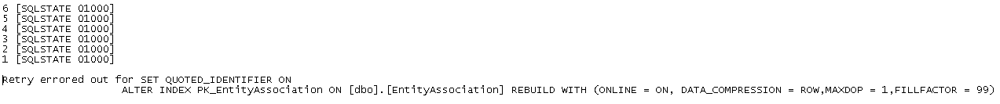 6 [SQLSTATE 01000]
5 [SQLSTATE 01000]
4 [SQLSTATE 01000]
3 [SQLSTATE 01000]
2 [SQLSTATE 01000]
1 [SQLSTATE 01000]
Retry errored out for SET QUOTED_IDENTIFIER ON
ALTER INDEX PK_EntityAssociation ON [dbo].[EntityAssociation] REBUILD WITH (ONLINE = ON, DATA_COMPRESSION = ROW,MAXDOP = 1,FILLFACTOR = 99)